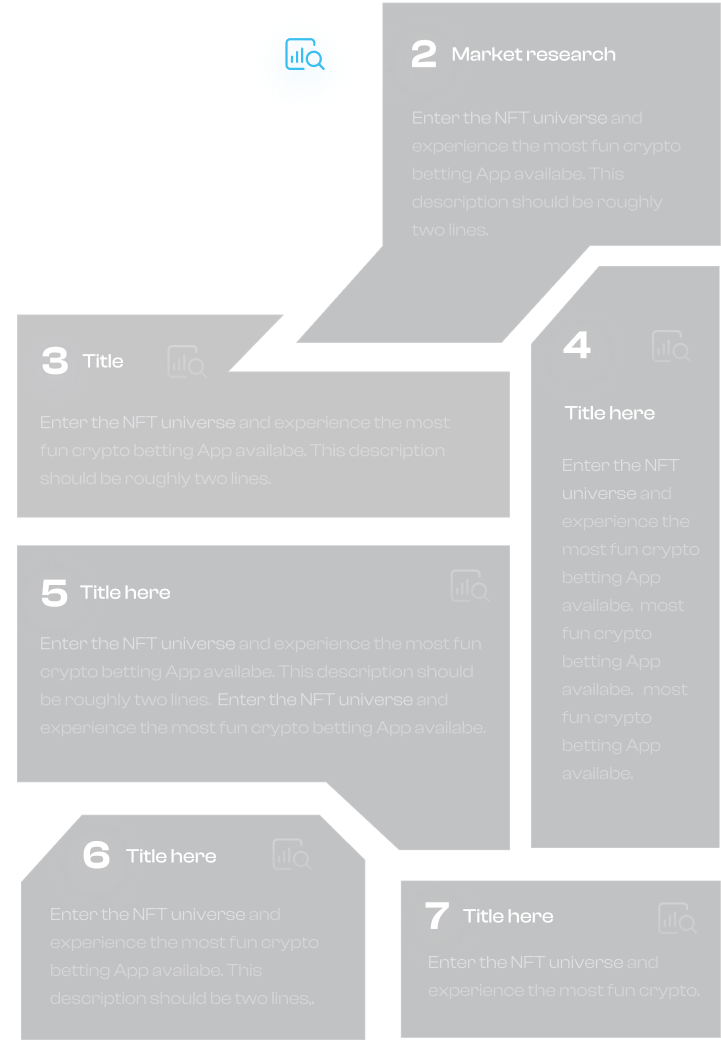 2 Market research
Enter the NFT universe and
experience the most fun crypto
betting App availabe. This
description should be roughly
two lines.
3 Title
Enter the NFT universe and experience the most
fun crypto betting App availabe. This description
should be roughly two lines.
4
Title here
Enter the NFT
universe and
experience the
most fun crypto
betting App
availabe. most
fun crypto
betting App
availabe. most
fun crypto
betting App
availabe.
5 Title here
Enter the NFT universe and experience the most fun
crypto betting App availabe. This description should
be roughly two lines. Enter the NFT universe and
experience the most fun crypto betting App availabe.
6 Title here
Enter the NFT universe and
experience the most fun crypto
betting App availabe. This
description should be two lines,.
7 Title here
Enter the NFT universe and
experience the most fun crypto.